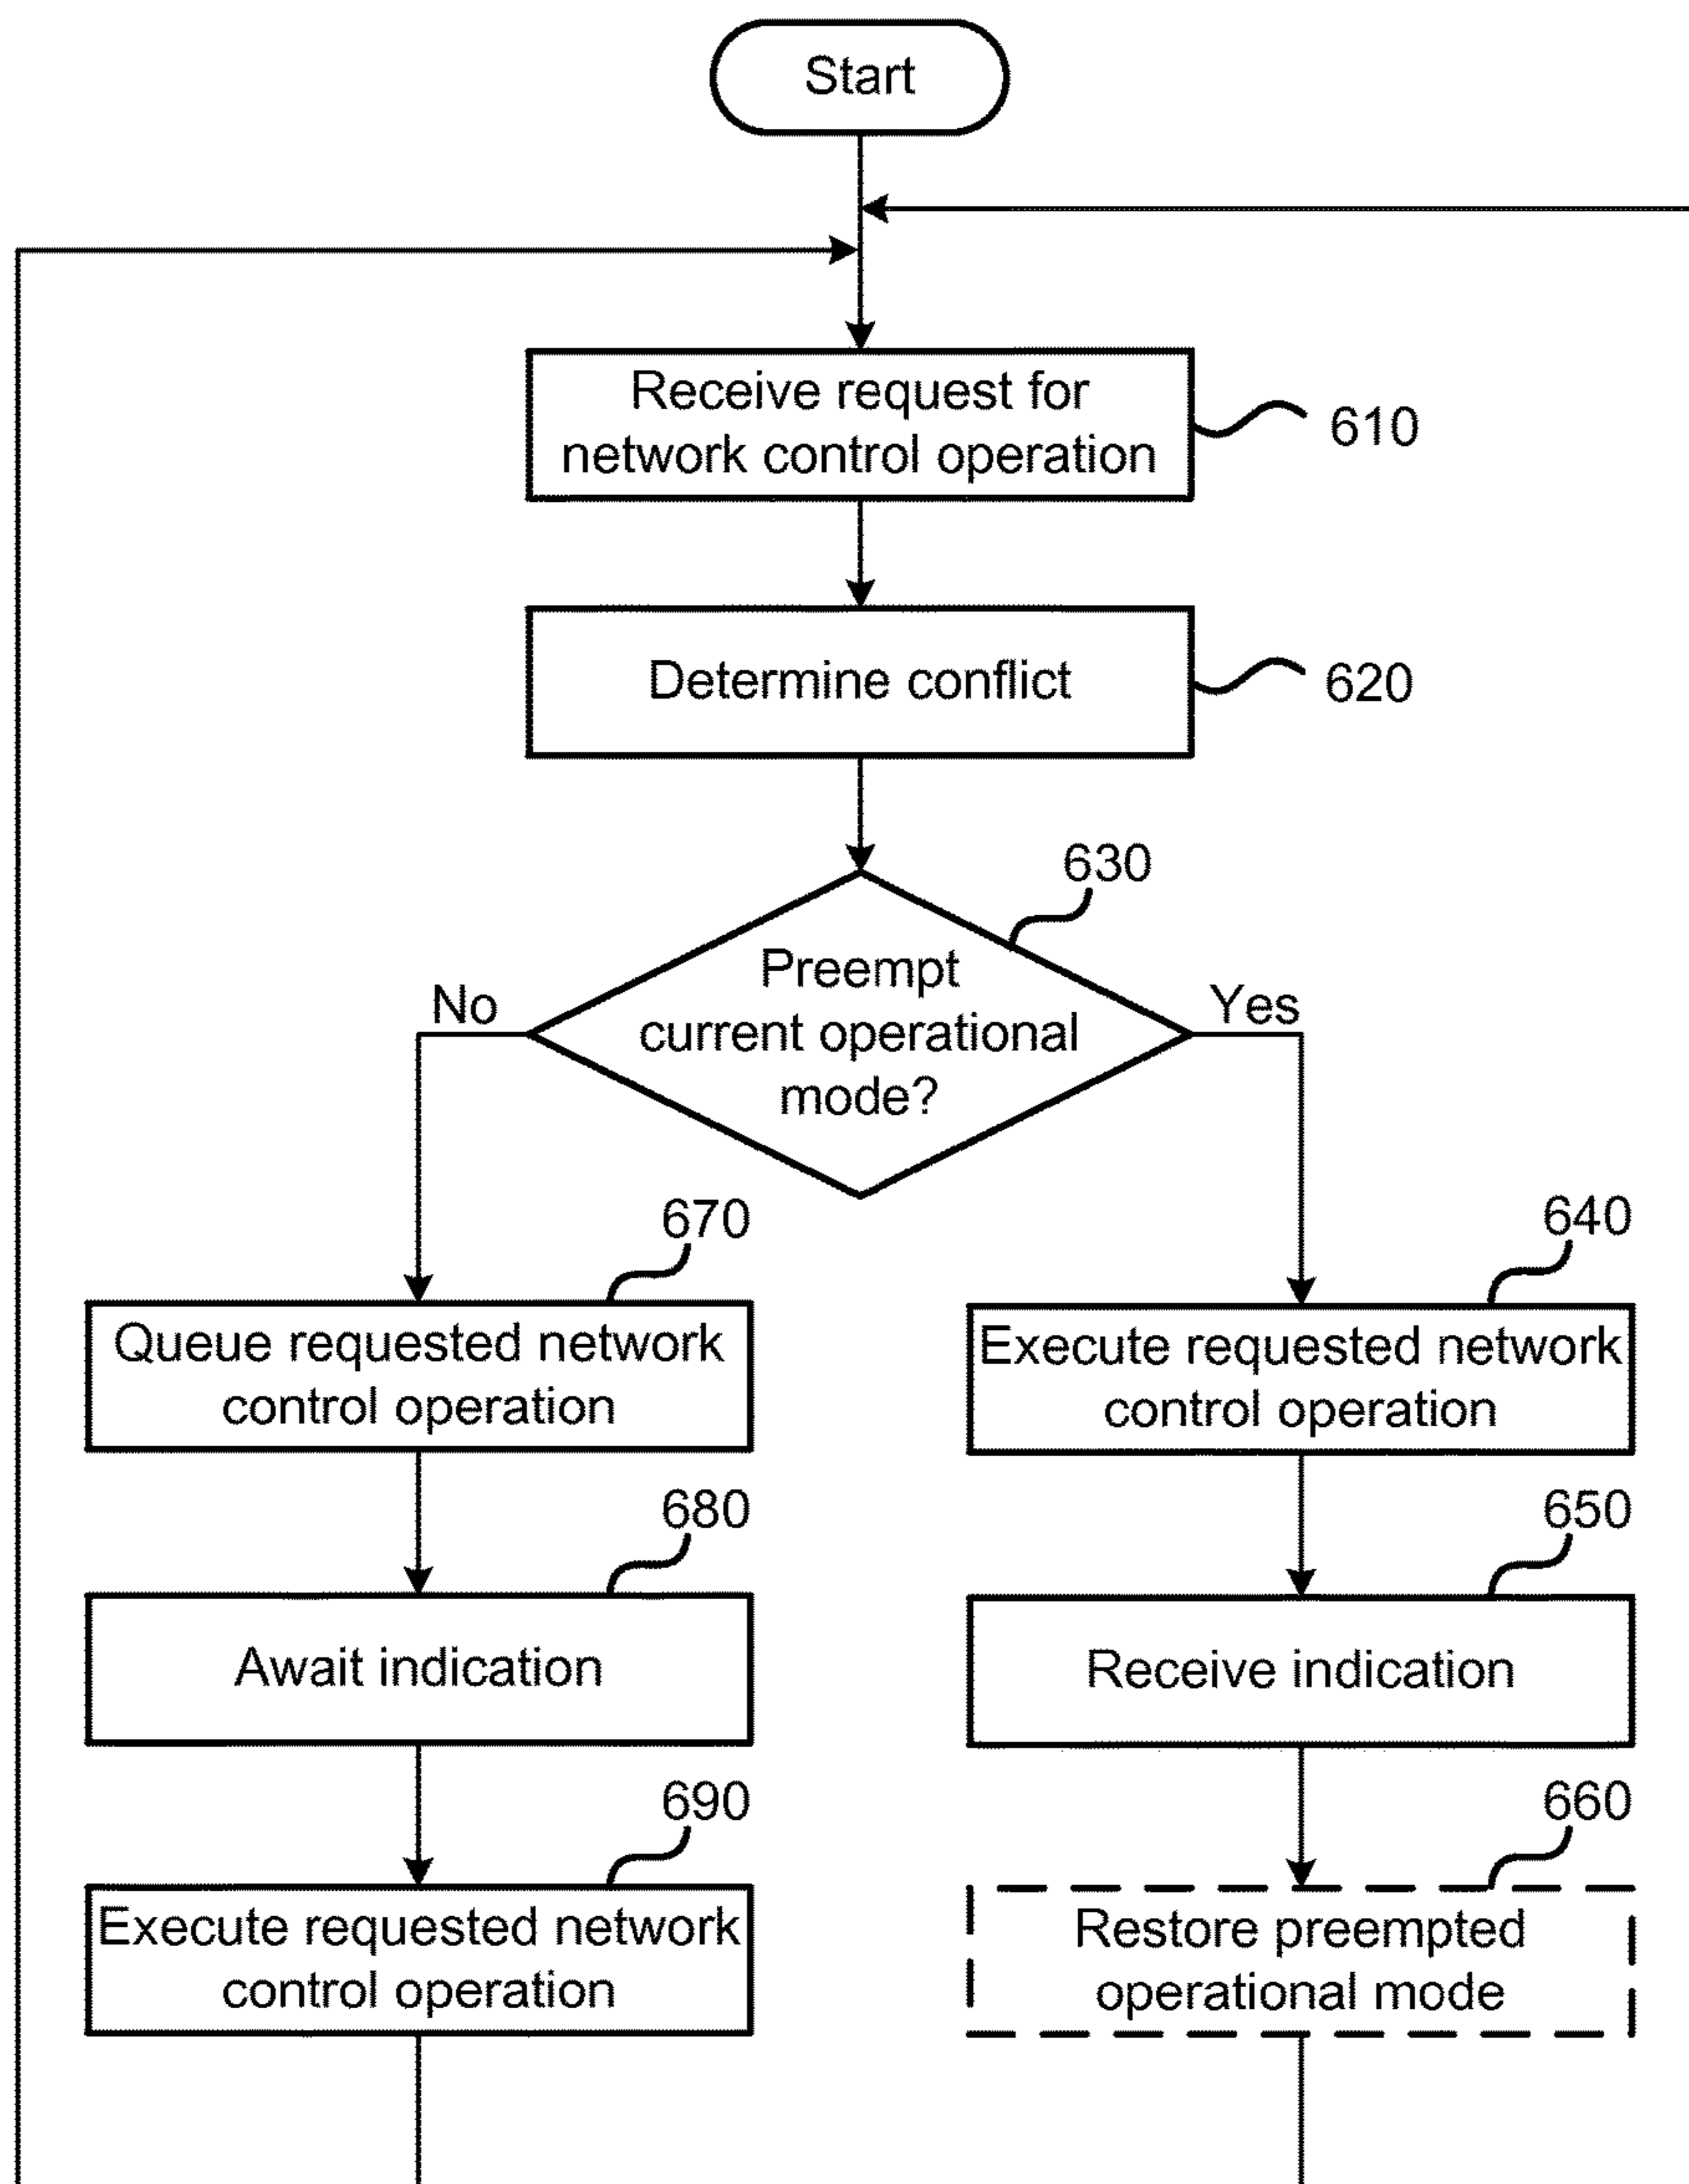 Start
Receive request for
network control operation
610
Determine conflict
620
630
Preempt
current operational
mode?
No
Yes
670
Queue requested network
control operation
640
Execute requested network
control operation
680
Await indication
650
Receive indication
690
Execute requested network
control operation
660
Restore preempted
operational mode